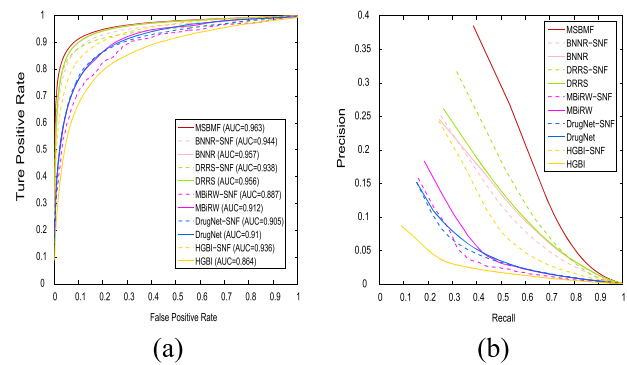 1
0.9
0.8
0.7
0.6
0.5
0.4
0.3
0.2
0.1
0
Ture Positive Rate
MSBMF (AUC=0.963)
BNNR-SNF (AUC=0.944)
BNNR (AUC=0.957)
DRRS-SNF (AUC=0.938)
DRRS (AUC=0.956)
MBiRW-SNF (AUC=0.887)
MBiRW (AUC=0.912)
DrugNet-SNF (AUC=0.905)
DrugNet (AUC=0.91)
HGBI-SNF (AUC=0.936)
HGBI (AUC=0.864)
0 0.1 0.2 0.3 0.4 0.5 0.6 0.7 0.8 0.9 1
False Positive Rate
(a)
0.4
0.35
0.3
0.25
0.2
0.15
0.1
0.05
0
Precision
MSBMF
BNNR-SNF
BNNR
DRRS-SNF
DRRS
MBiRW-SNF
MBiRW
DrugNet-SNF
DrugNet
HGBI-SNF
HGBI
0 0.1 0.2 0.3 0.4 0.5 0.6 0.7 0.8 0.9 1
Recall
(b)